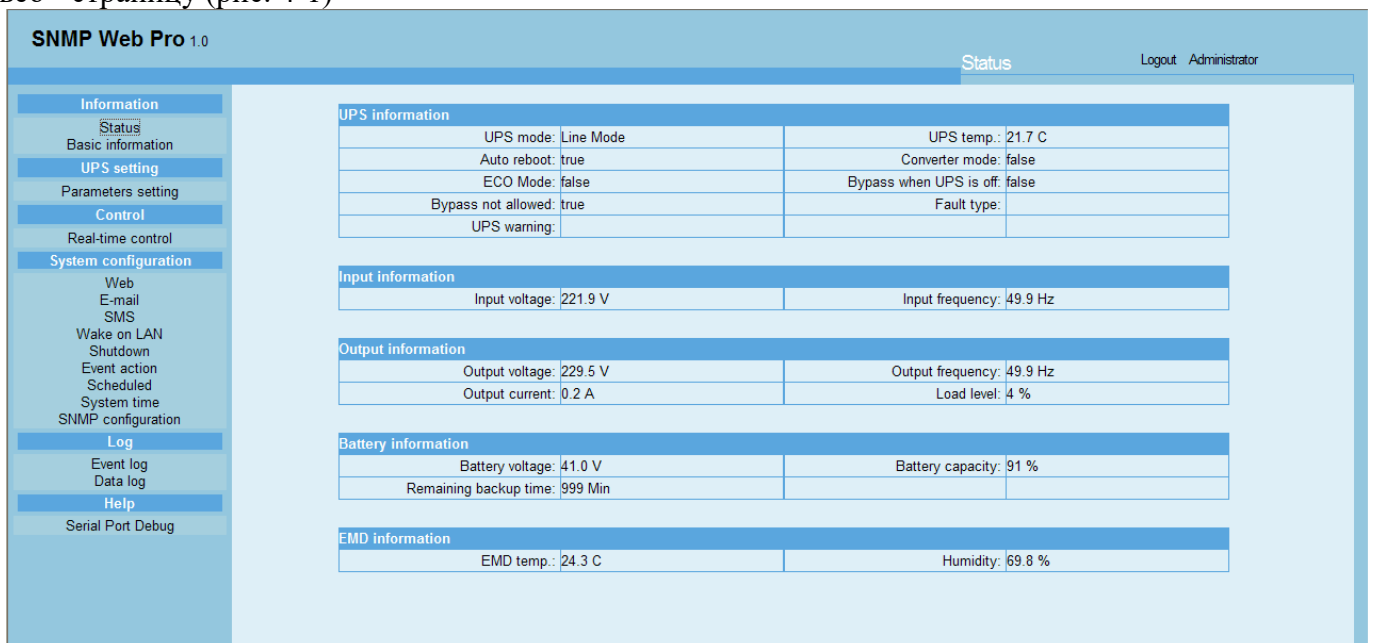 веб - страницу (рис. 4-1)
SNMP Web Pro 1.0
Status
Logout Administrator
Information
Status
Basic information
UPS setting
Parameters setting
Control
Real-time control
System configuration
Web
E-mail
SMS
Wake on LAN
Shutdown
Event action
Scheduled
System time
SNMP configuration
Log
Event log
Data log
Help
Serial Port Debug
UPS information
UPS mode: Line Mode UPS temp.: 21.7 C
Auto reboot: true Converter mode: false
ECO Mode: false Bypass when UPS is off: false
Bypass not allowed: true Fault type:
UPS warning:
Input information
Input voltage: 221.9 V Input frequency: 49.9 Hz
Output information
Output voltage: 229.5 V Output frequency: 49.9 Hz
Output current: 0.2 A Load level: 4 %
Battery information
Battery voltage: 41.0 V Battery capacity: 91 %
Remaining backup time: 999 Min
EMD information
EMD temp.: 24.3 C Humidity: 69.8 %